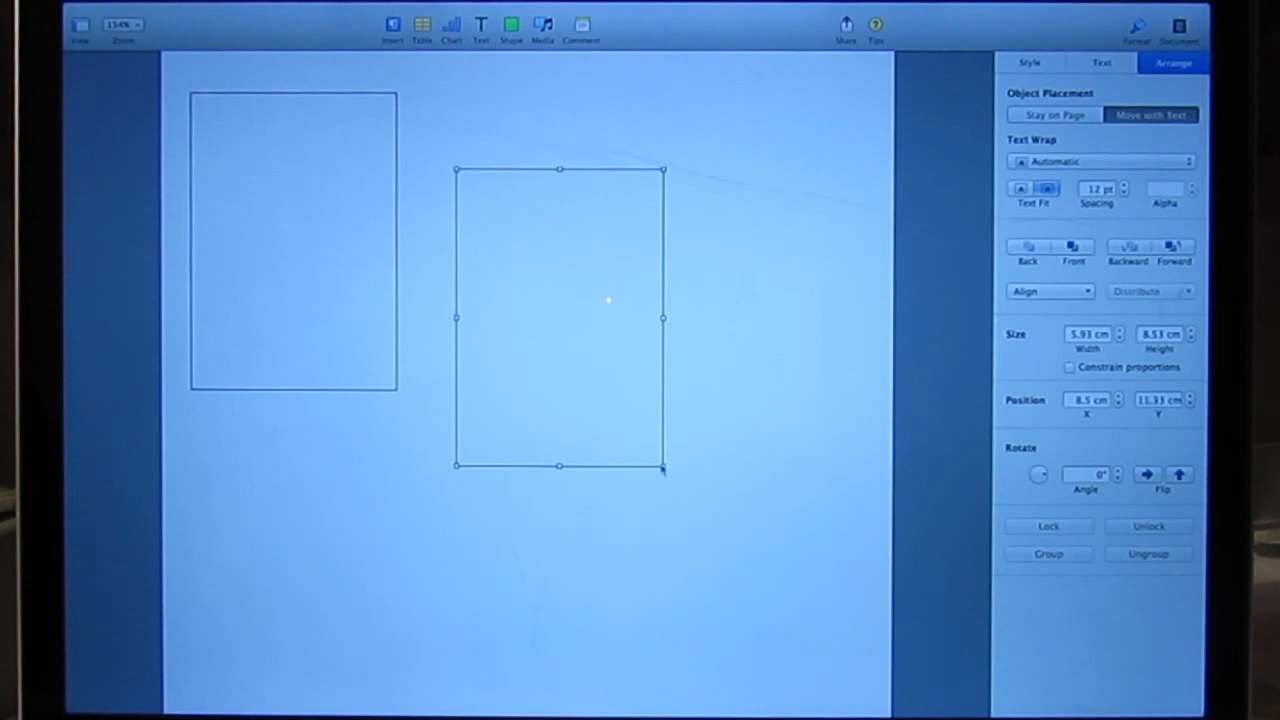 154%
View
Zoom
Insert
Table
Chart
Text
Shape
Media
Comment
Share
Tips
Format
Document
Style
Text
Arrange
Object Placement
Stay on Page
Move with Text
Text Wrap
Automatic
12 pt
Text Fit
Spacing
Alpha
Back
Front
Backward
Forward
Align
Distribute
Size
5.93 cm
8.53 cm
Width
Height
Constrain proportions
Position
8.5 cm
11.33 cm
X
Y
Rotate
0°
Angle
Flip
Lock
Unlock
Group
Ungroup